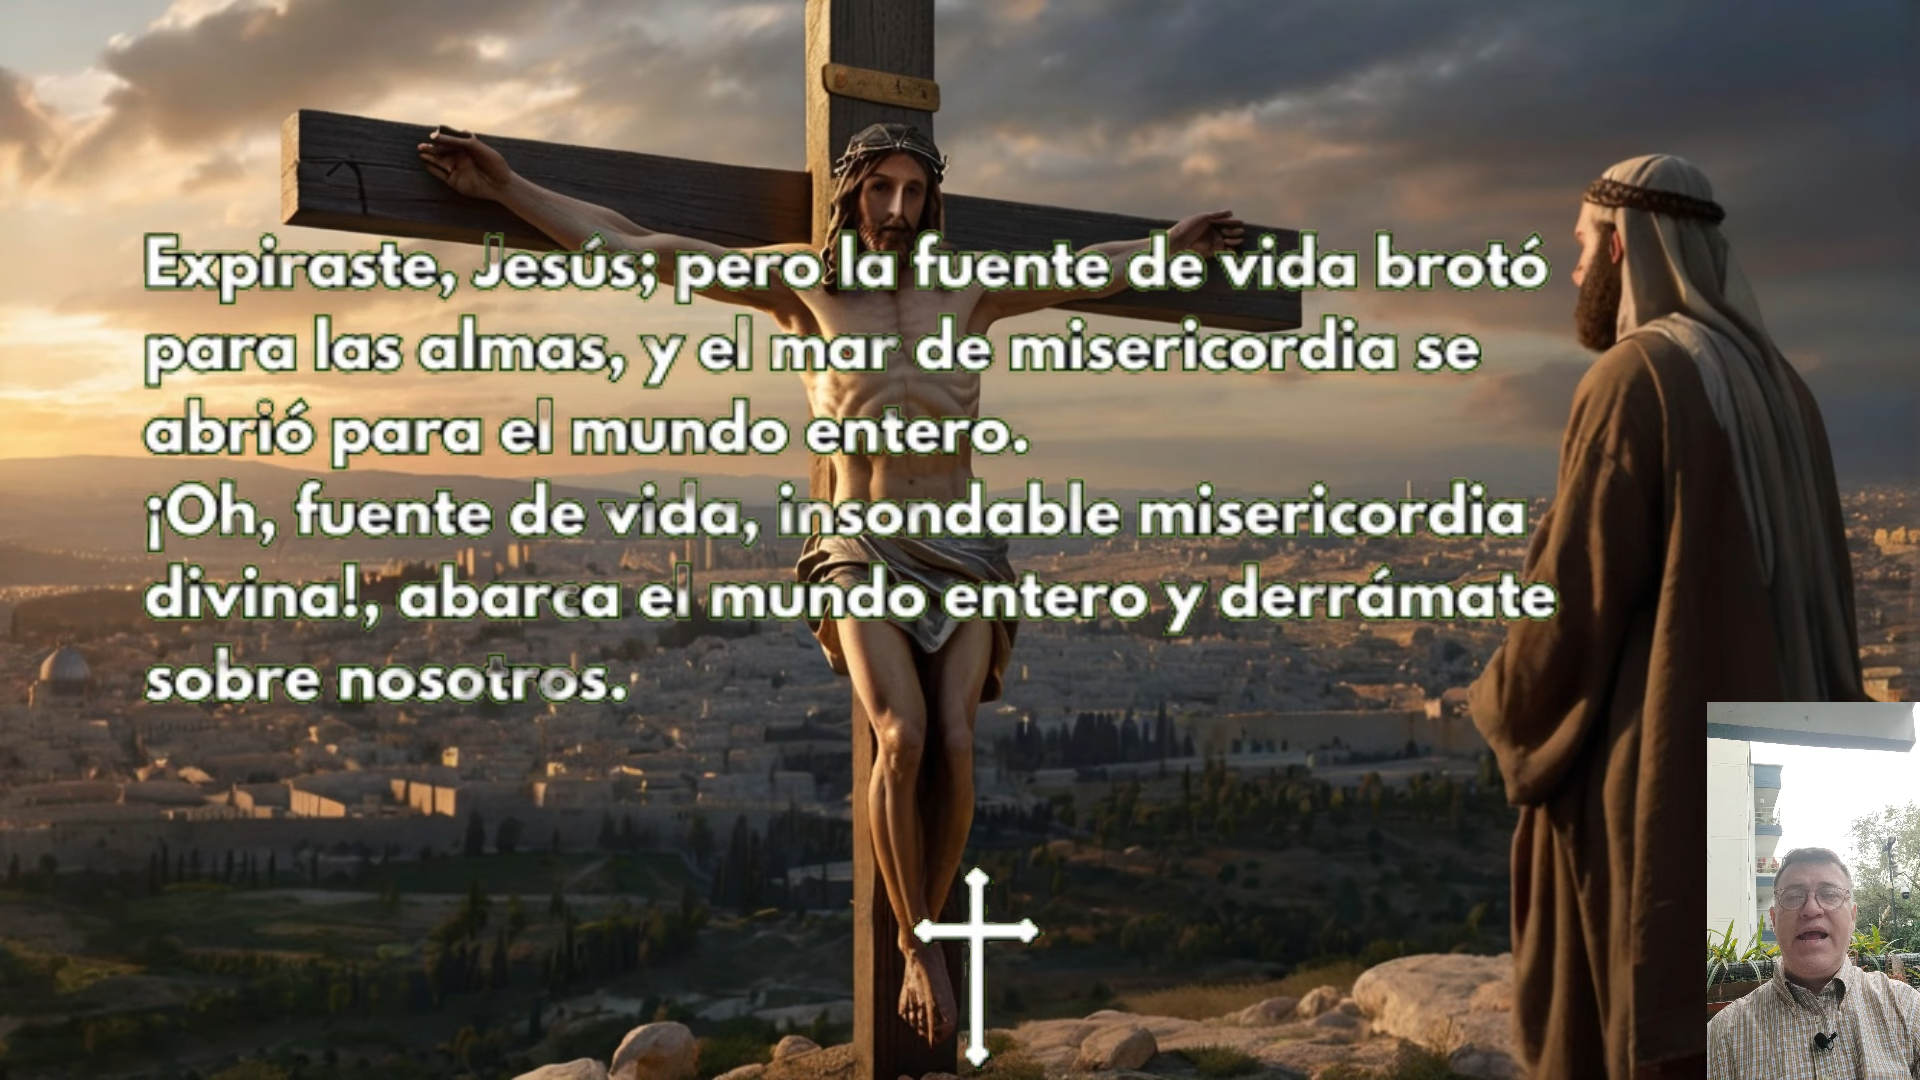 Expiraste, Jesús; pero la fuente de vida brotó
para las almas, y el mar de misericordia se
abrió para el mundo entero.
¡Oh, fuente de vida, insondable misericordia
divina!, abarca el mundo entero y derrámate
sobre nosotros.